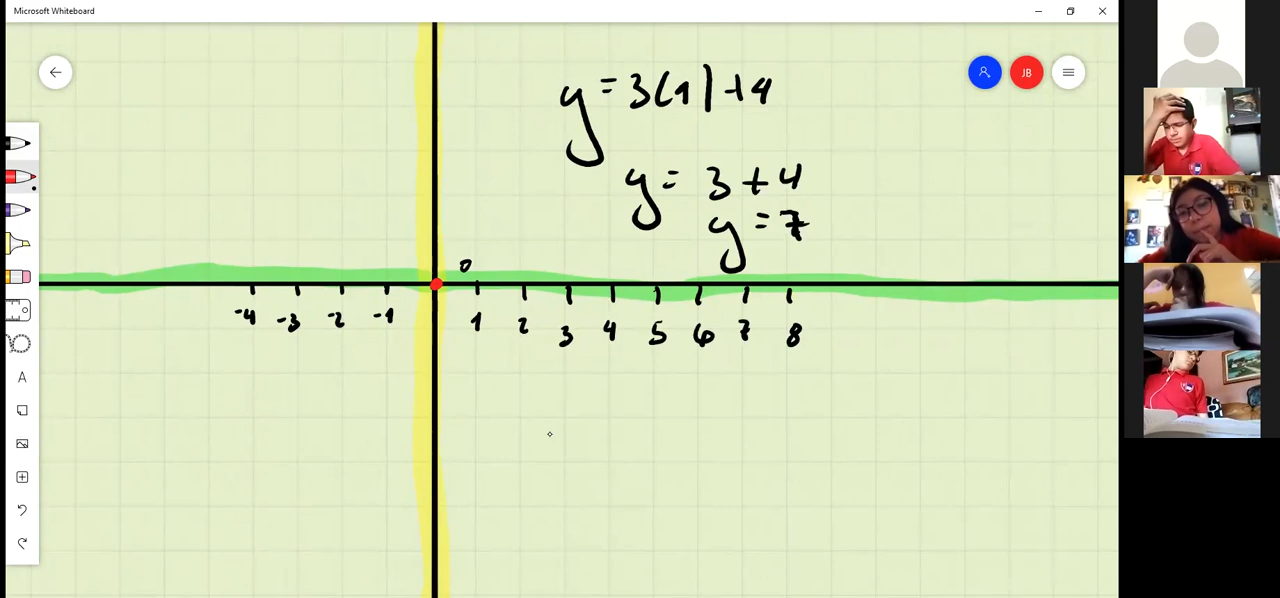 Microsoft Whiteboard
JB
y = 3(1) + 4
y = 3 + 4
y = 7
0
-4 -3 -2 -1 1 2 3 4 5 6 7 8
A